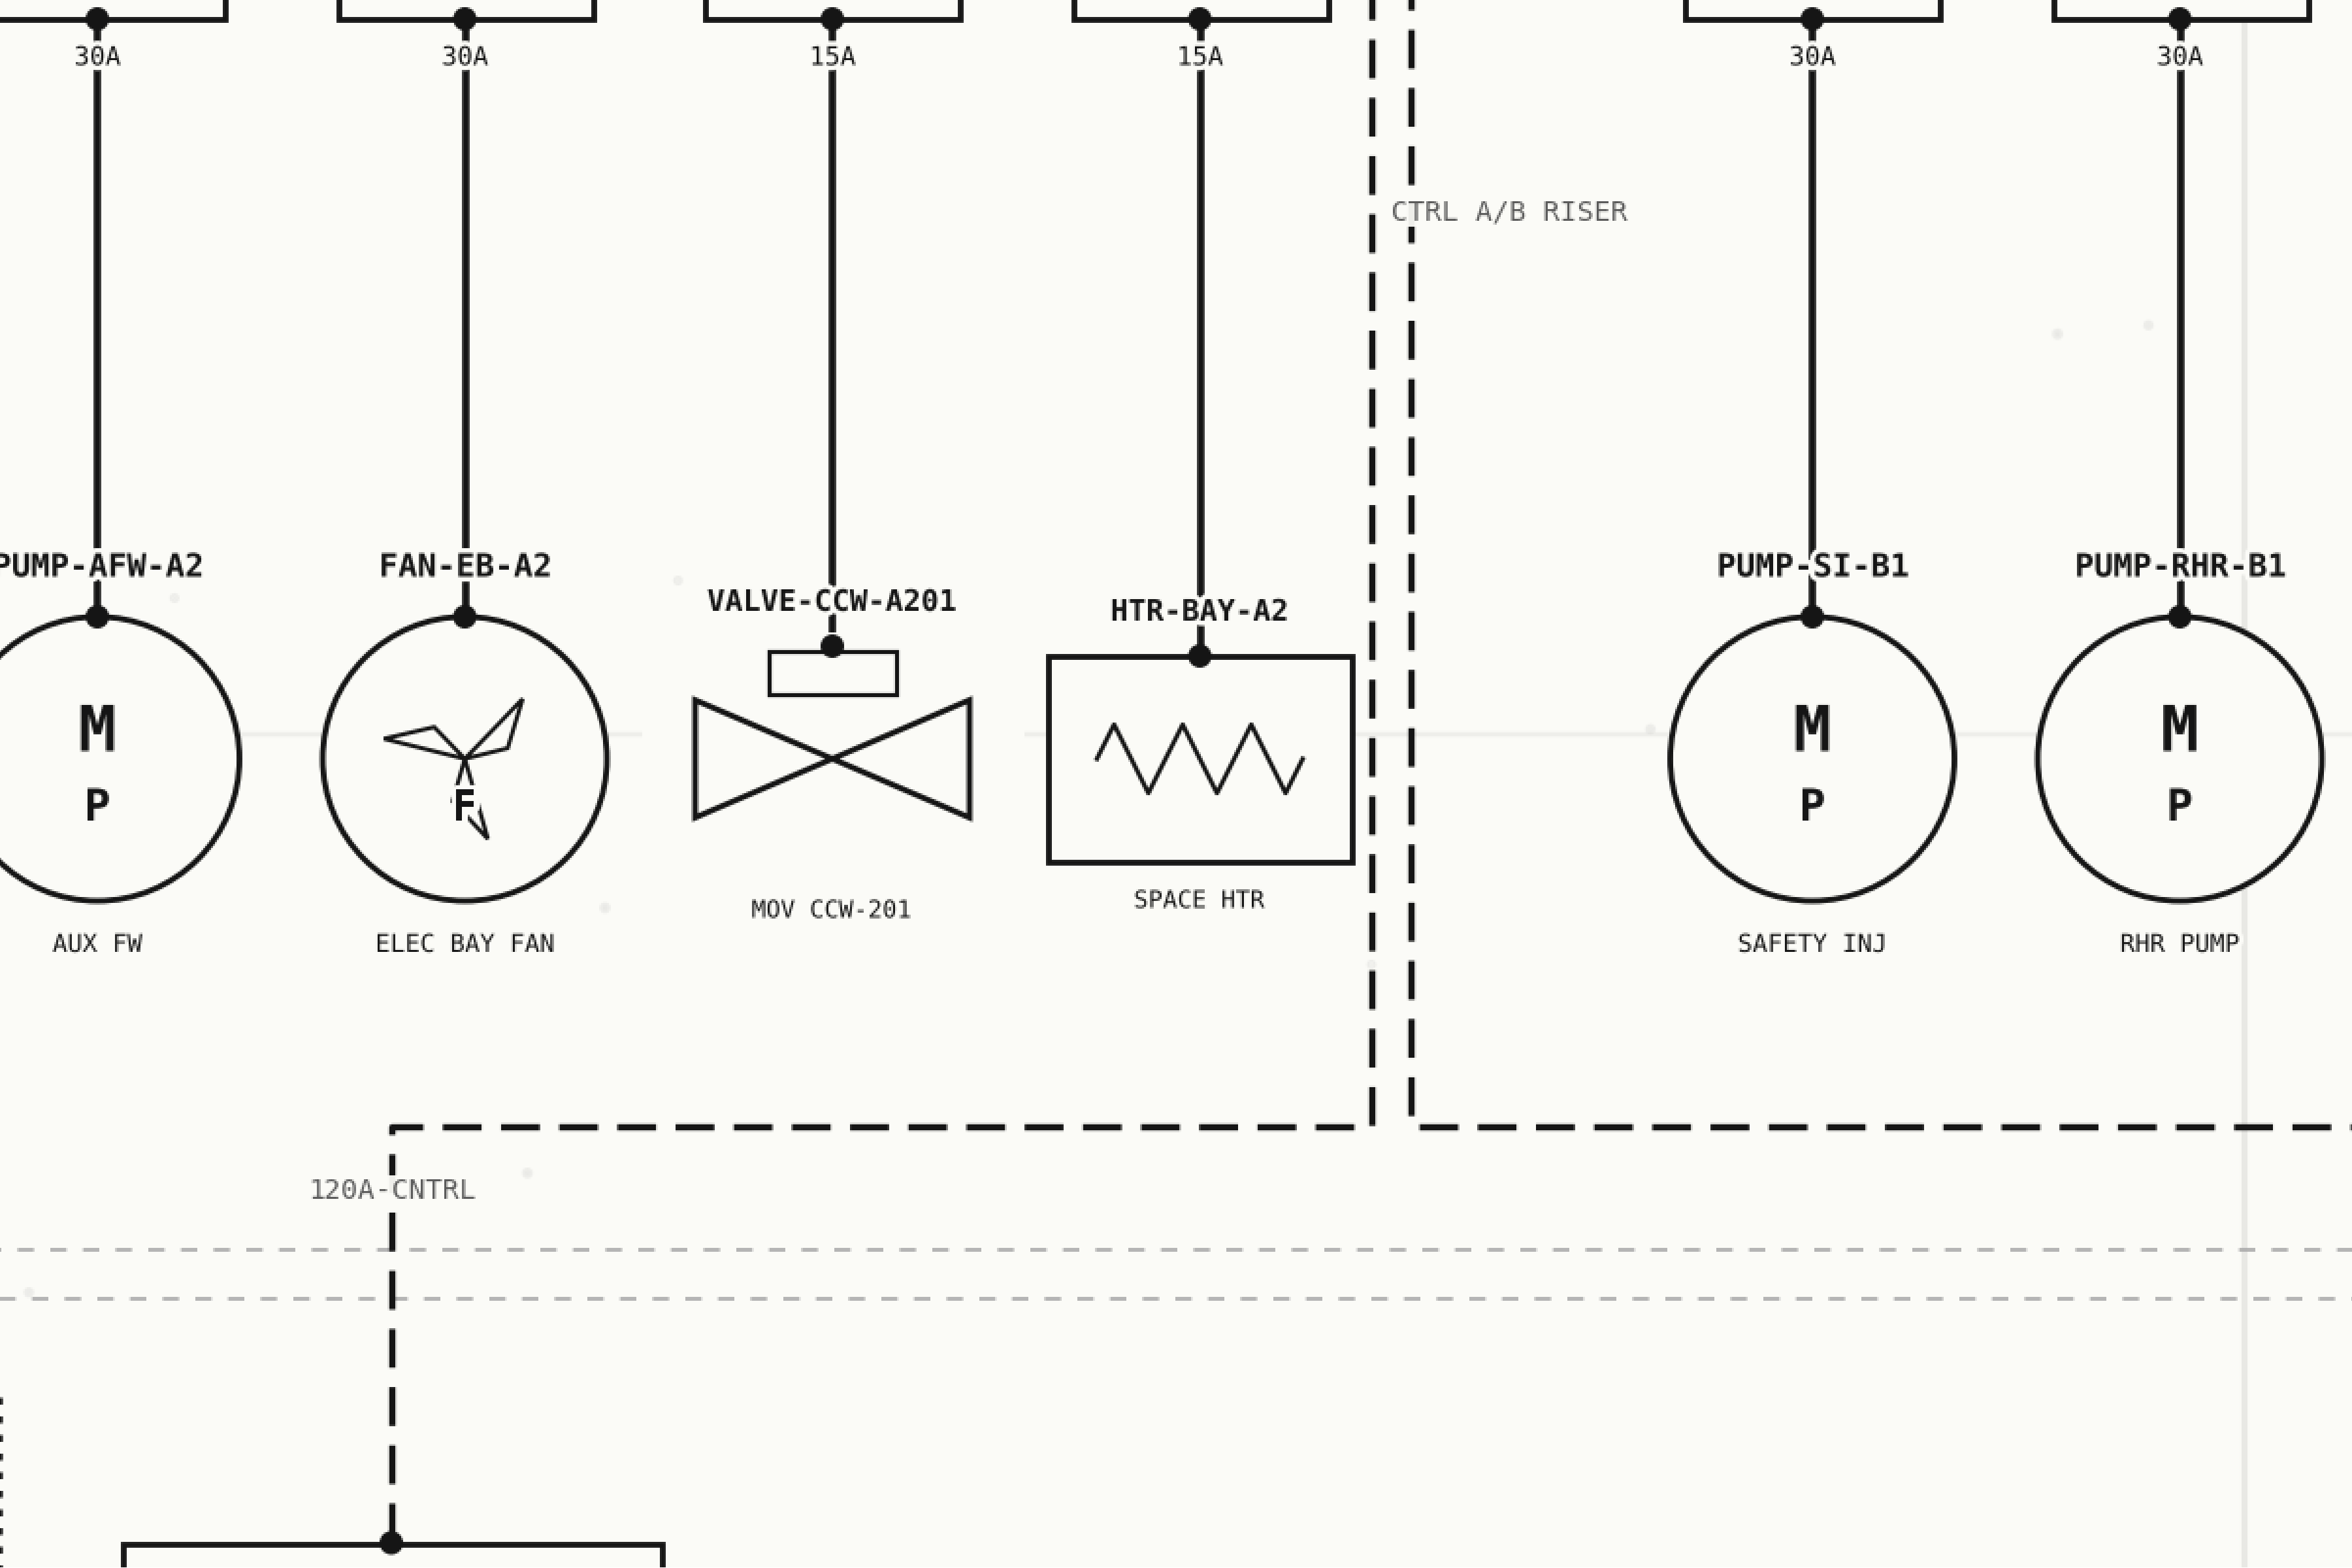 30A
30A
15A
15A
30A
30A
CTRL A/B RISER
PUMP-AFW-A2
FAN-EB-A2
VALVE-CCW-A201
HTR-BAY-A2
PUMP-SI-B1
PUMP-RHR-B1
M
P
F
M
P
M
P
AUX FW
ELEC BAY FAN
MOV CCW-201
SPACE HTR
SAFETY INJ
RHR PUMP
120A-CNTRL